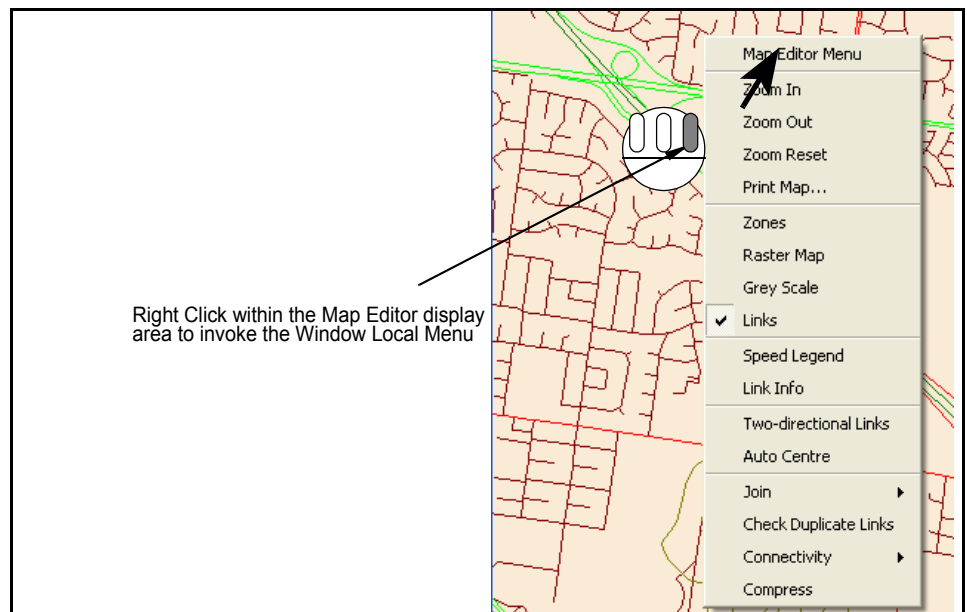 Map Editor Menu
Zoom In
Zoom Out
Zoom Reset
Print Map...
Zones
Raster Map
Grey Scale
Links
Speed Legend
Link Info
Two-directional Links
Auto Centre
Join
Check Duplicate Links
Connectivity
Compress
Right Click within the Map Editor display
area to invoke the Window Local Menu